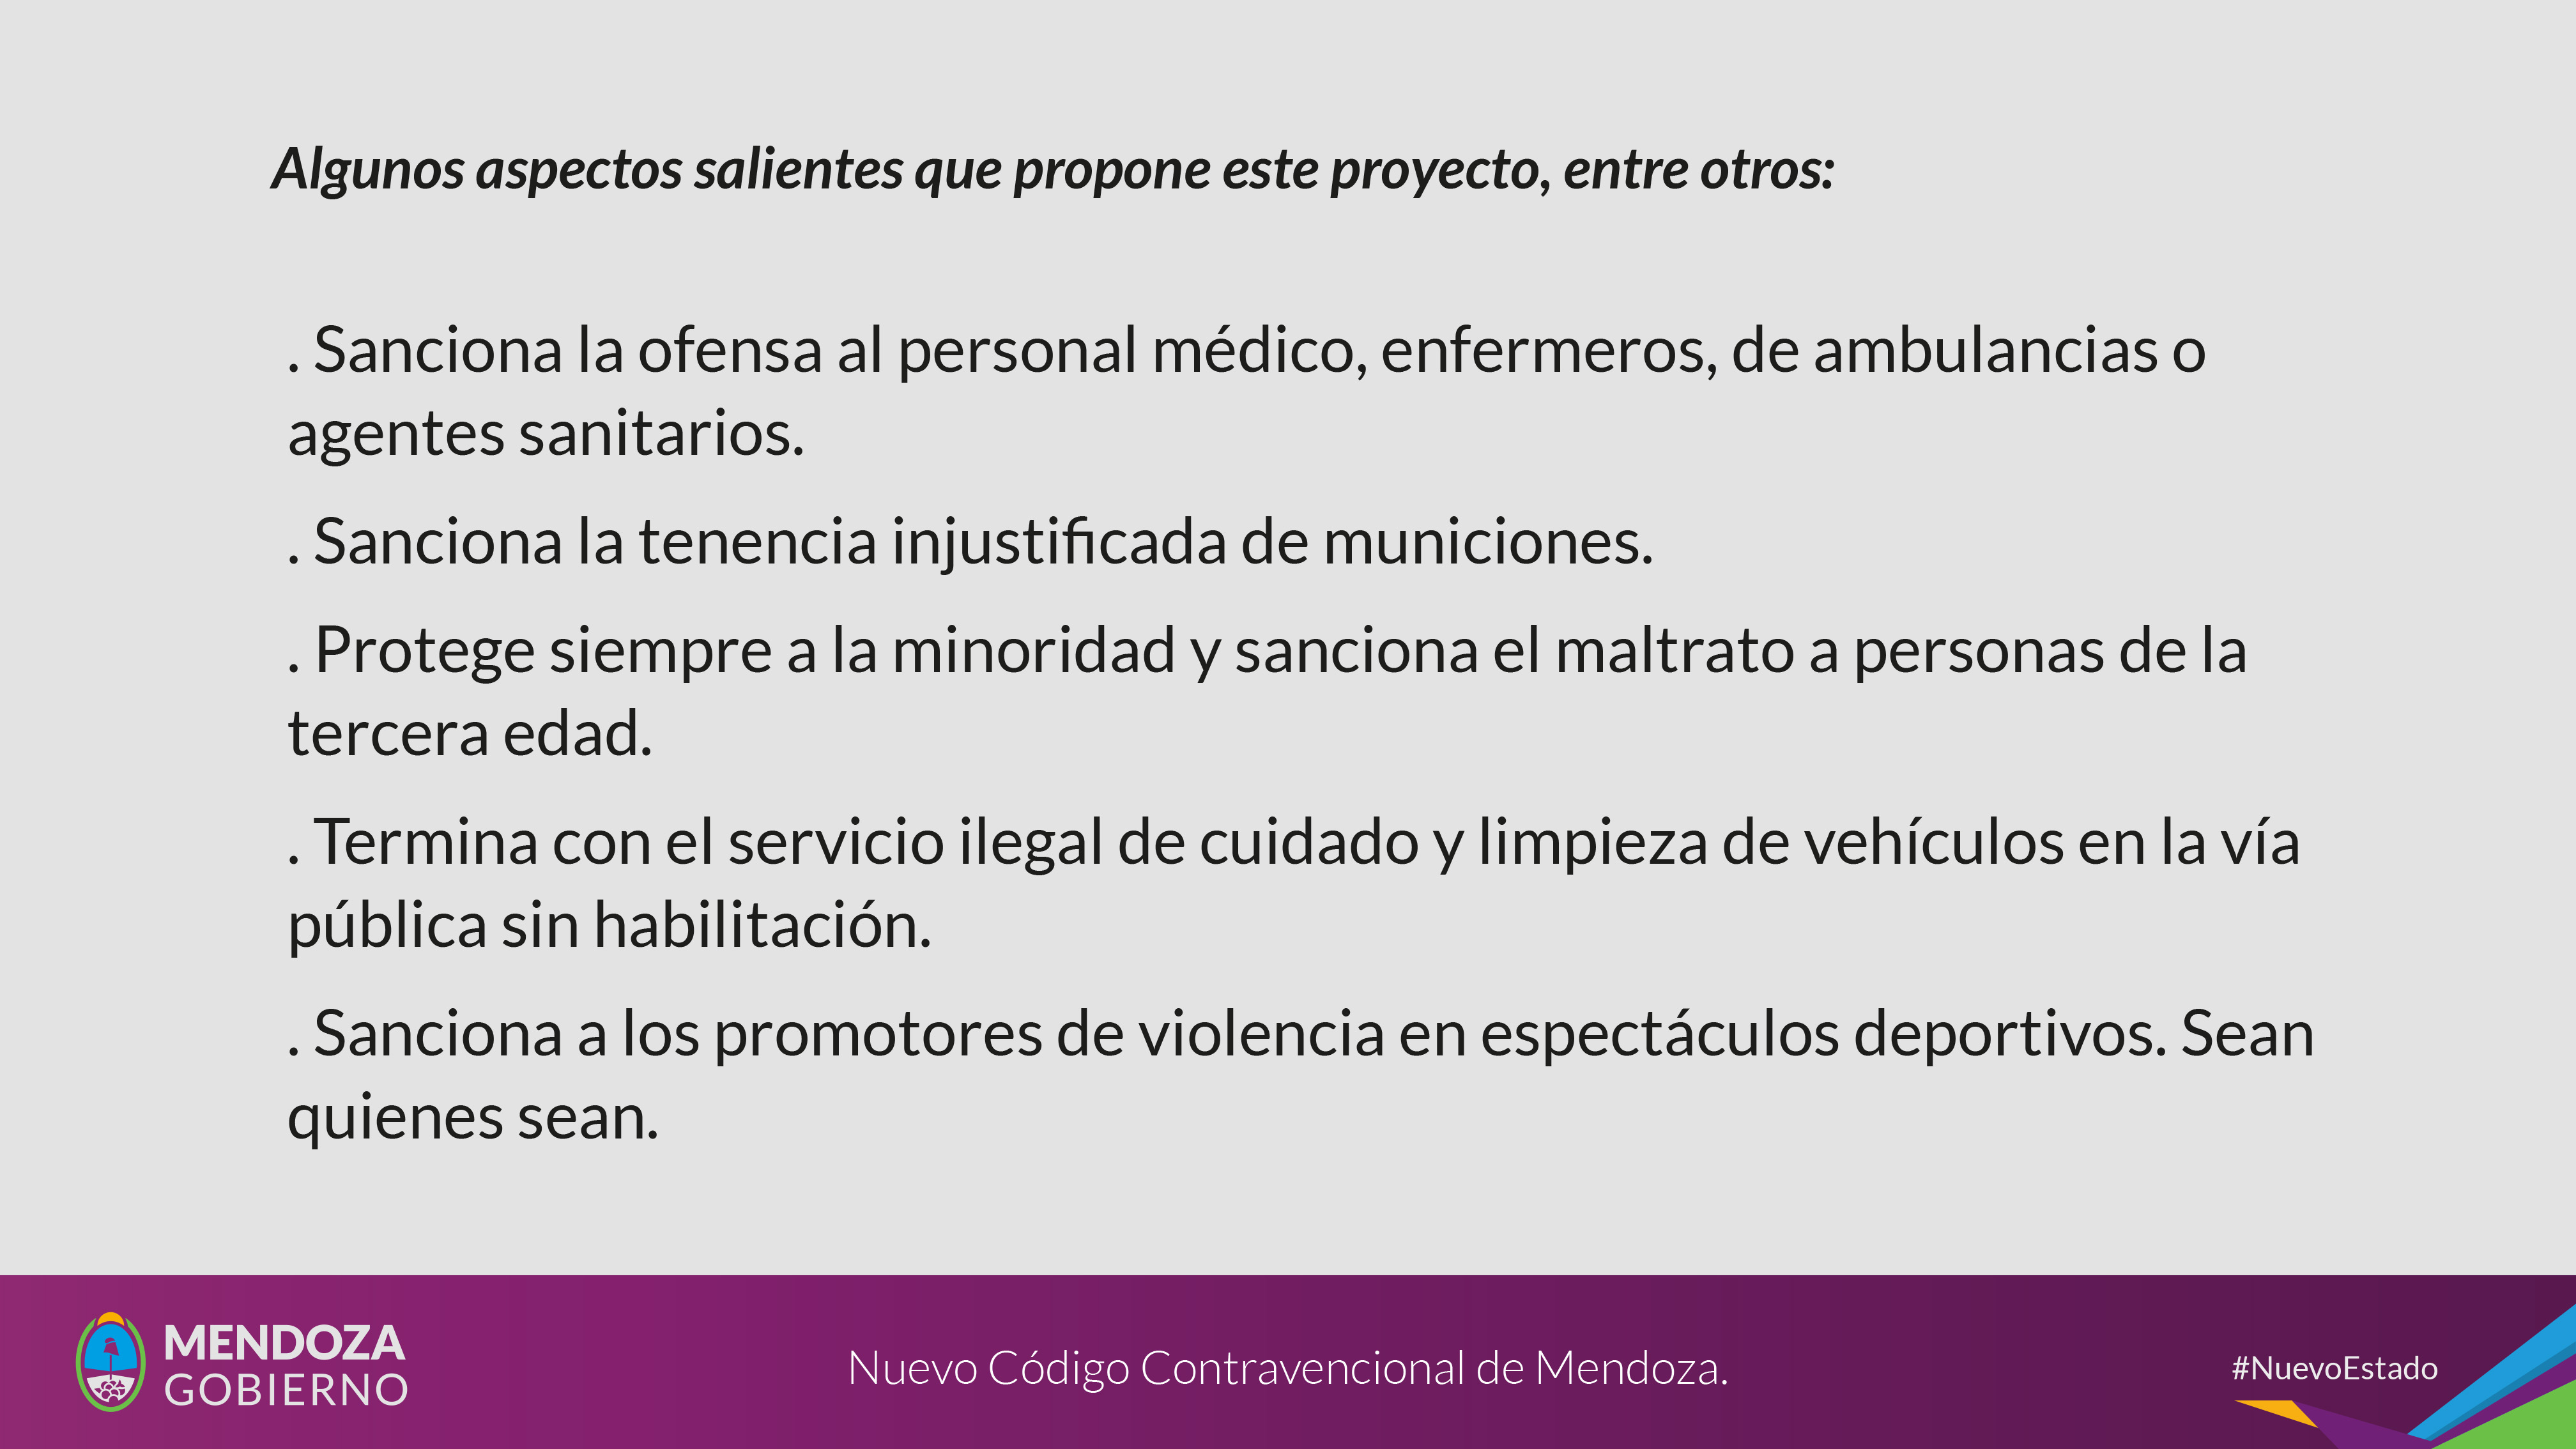 Algunos aspectos salientes que propone este proyecto, entre otros:
. Sanciona la ofensa al personal médico, enfermeros, de ambulancias o
agentes sanitarios.
. Sanciona la tenencia injustificada de municiones.
. Protege siempre a la minoridad y sanciona el maltrato a personas de la
tercera edad.
. Termina con el servicio ilegal de cuidado y limpieza de vehículos en la vía
pública sin habilitación.
. Sanciona a los promotores de violencia en espectáculos deportivos. Sean
quienes sean.
MENDOZA
GOBIERNO
Nuevo Código Contravencional de Mendoza.
#NuevoEstado